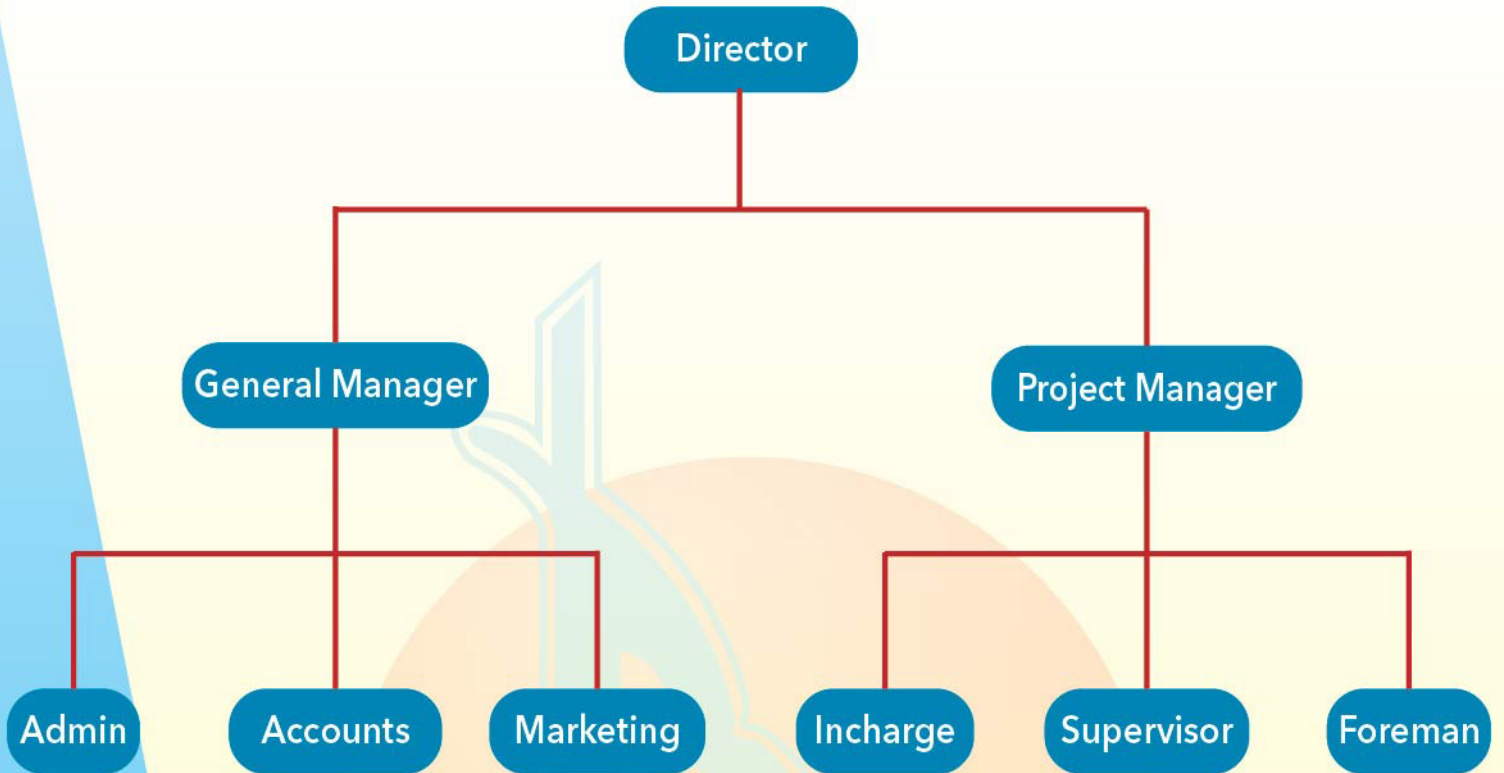 Director
General Manager
Project Manager
Admin
Accounts
Marketing
Incharge
Supervisor
Foreman